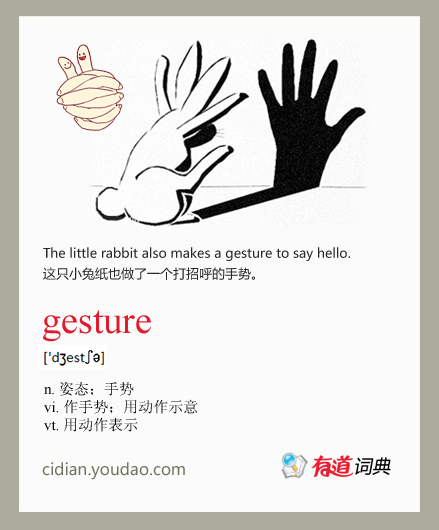 The little rabbit also makes a gesture to say hello.
这只小兔纸也做了一个打招呼的手势。
gesture
['dʒestʃə]
n. 姿态；手势
vi. 作手势；用动作示意
vt. 用动作表示
cidian.youdao.com
有道词典